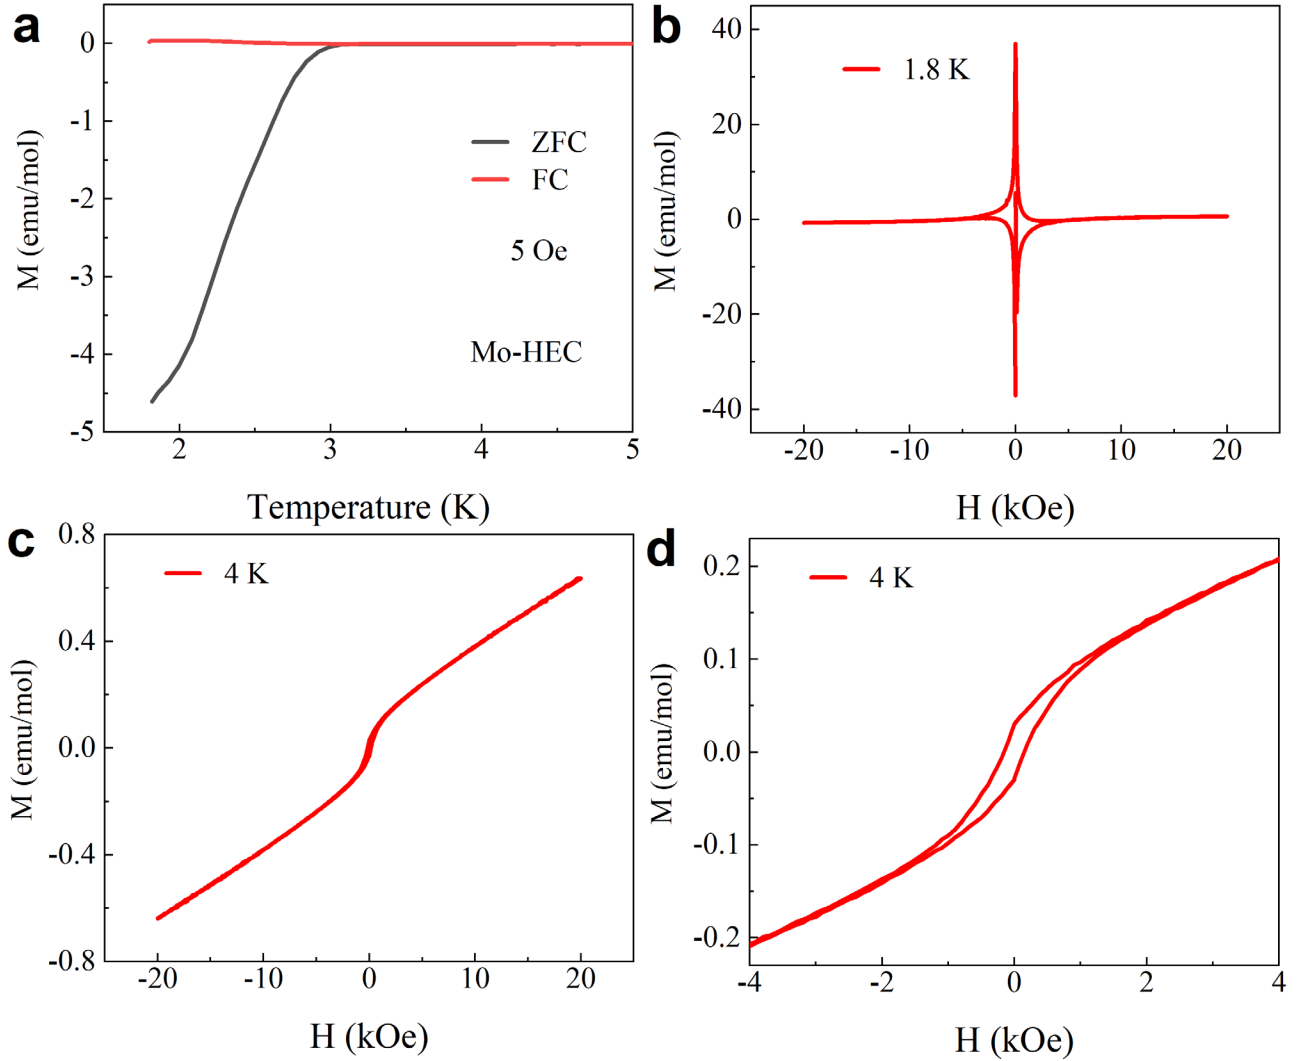 a
M (emu/mol)
0
-1
-2
-3
-4
-5
ZFC
FC
5 Oe
Mo-HEC
2
3
4
5
Temperature (K)
b
M (emu/mol)
40
20
0
-20
-40
1.8 K
-20
-10
0
10
20
H (kOe)
c
M (emu/mol)
0.8
0.4
0.0
-0.4
-0.8
4 K
-20
-10
0
10
20
H (kOe)
d
M (emu/mol)
0.2
0.1
0.0
-0.1
-0.2
4 K
-4
-2
0
2
4
H (kOe)